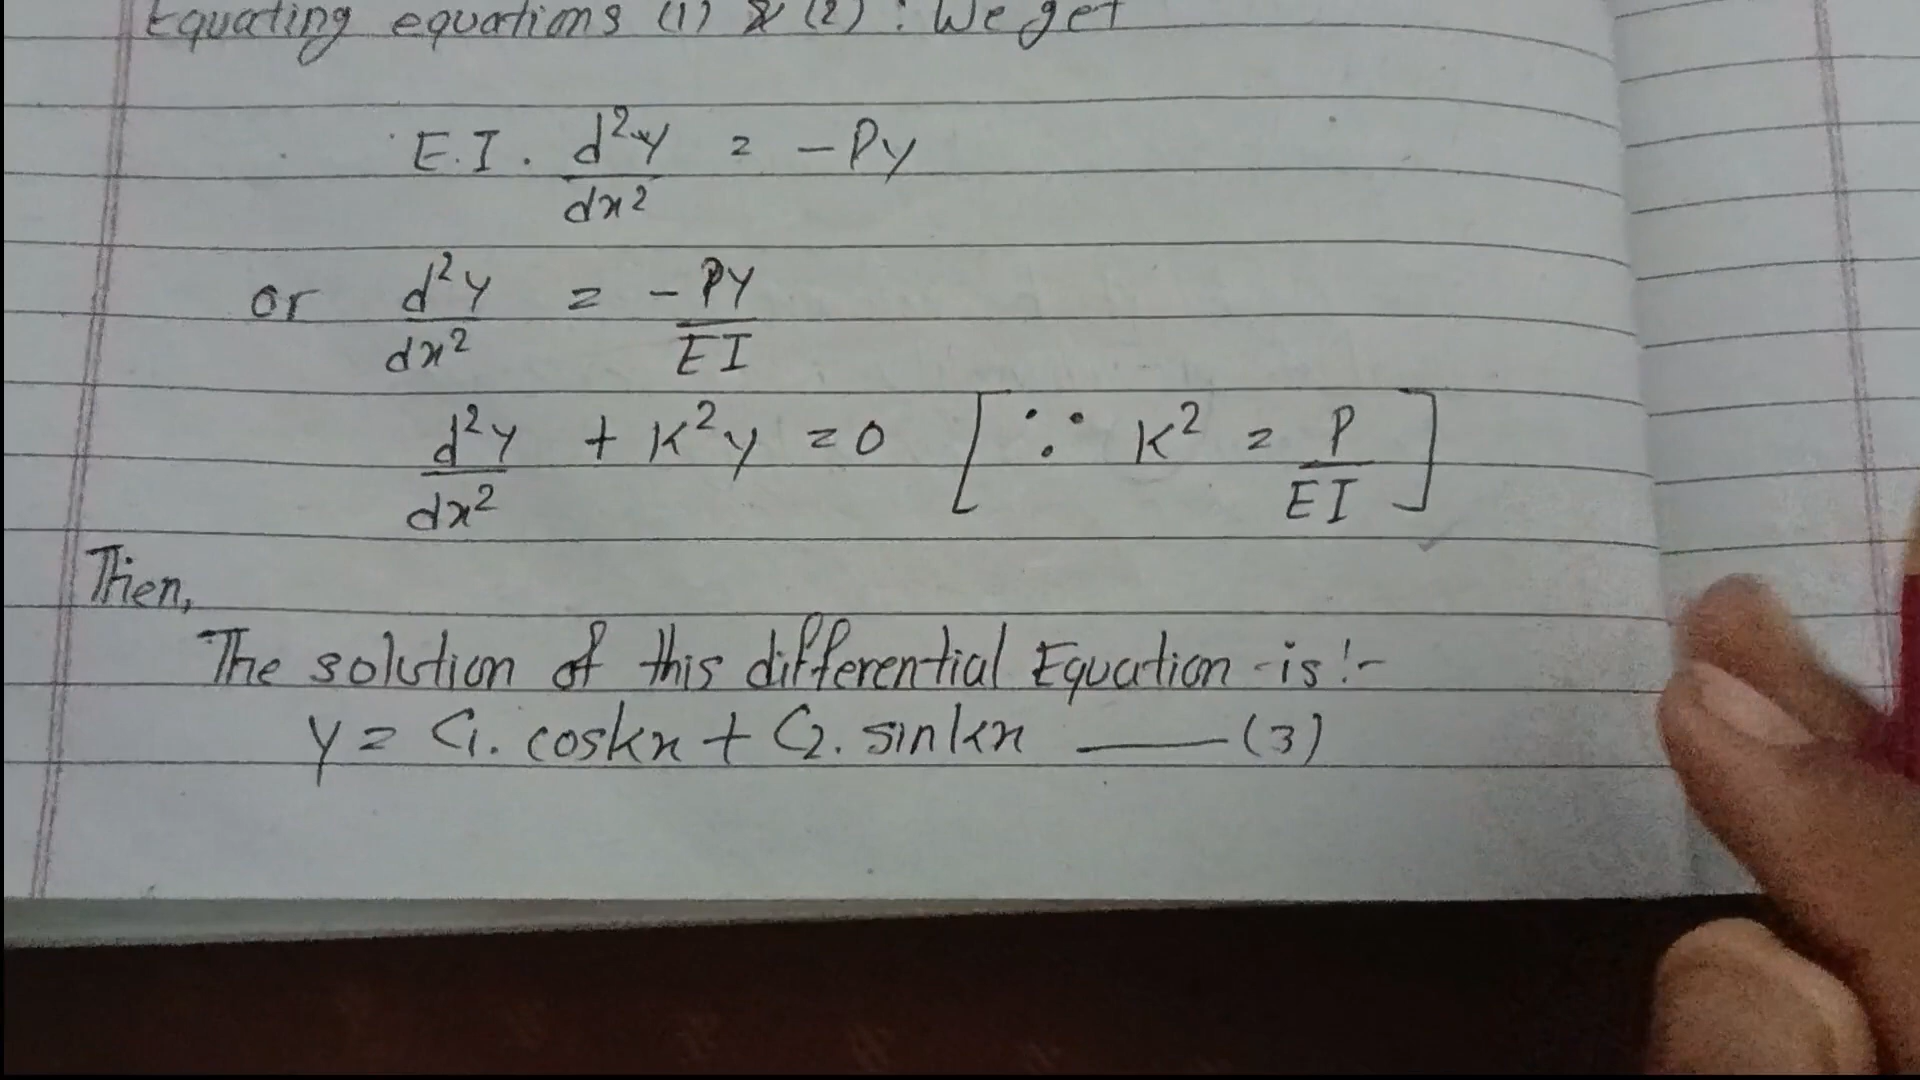 Equating equations (1) & (2) : We get
E.I. d²y/dx² = -Py
or d²y/dx² = -Py/EI
d²y/dx² + K²y = 0 [∵ K² = P/EI]
Then,
The solution of this differential Equation is:-
y = C₁. coskx + C₂. sinkx —— (3)